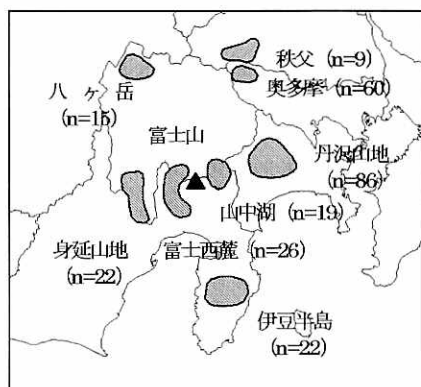 秩父 (n=9)
奥多摩 (n=60)
八ヶ岳
(n=15)
富士山
丹沢山地
(n=86)
山中湖 (n=19)
身延山地
(n=22)
富士西麓 (n=26)
伊豆半島
(n=22)